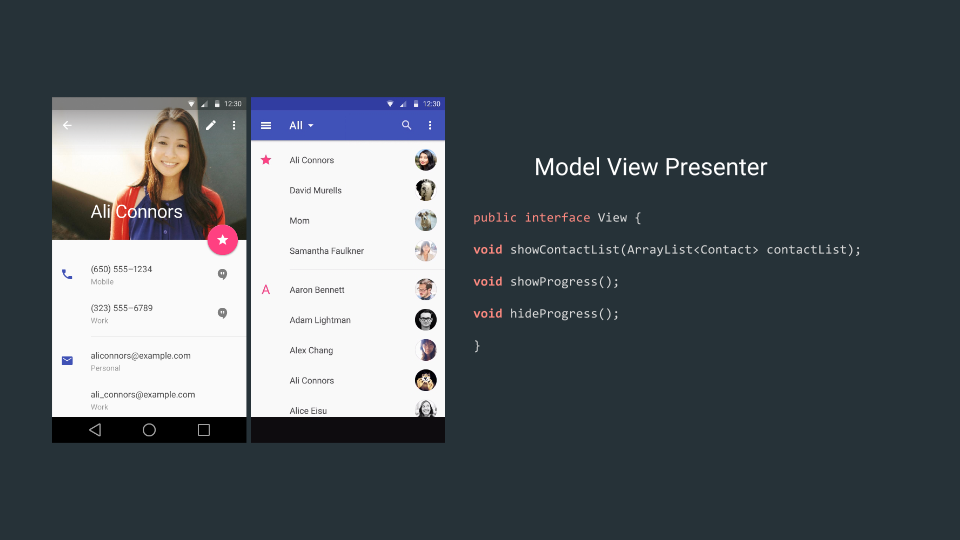 12:30
Ali Connors
(650) 555–1234
Mobile
(323) 555–6789
Work
aliconnors@example.com
Personal
ali_connors@example.com
Work
12:30
All
Ali Connors
David Murells
Mom
Samantha Faulkner
A
Aaron Bennett
Adam Lightman
Alex Chang
Ali Connors
Alice Eisu
Model View Presenter
public interface View {
void showContactList(ArrayList<Contact> contactList);
void showProgress();
void hideProgress();
}